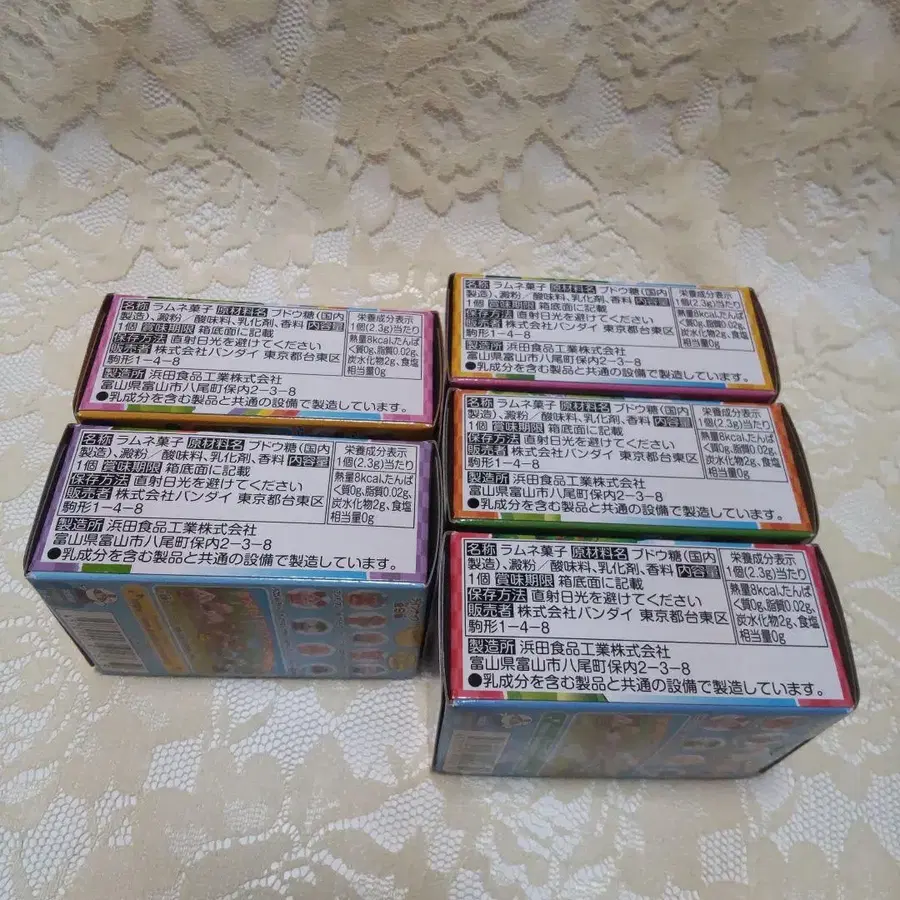 名称 ラムネ菓子 原材料名 ブドウ糖(国内
製造)、澱粉/酸味料、乳化剤、香料 内容量
1個 賞味期限 箱底面に記載
保存方法 直射日光を避けてください
販売者 株式会社バンダイ 東京都台東区
駒形1-4-8
製造所 浜田食品工業株式会社
富山県富山市八尾町保内2-3-8
●乳成分を含む製品と共通の設備で製造しています。
栄養成分表示
1個(2.3g)当たり
熱量8kcal、たんぱ
く質0g、脂質0.02g、
炭水化物2g、食塩
相当量0g
名称 ラムネ菓子 原材料名 ブドウ糖(国内
製造)、澱粉/酸味料、乳化剤、香料 内容量
1個 賞味期限 箱底面に記載
保存方法 直射日光を避けてください
販売者 株式会社バンダイ 東京都台東区
駒形1-4-8
製造所 浜田食品工業株式会社
富山県富山市八尾町保内2-3-8
●乳成分を含む製品と共通の設備で製造しています。
栄養成分表示
1個(2.3g)当たり
熱量8kcal、たんぱ
く質0g、脂質0.02g、
炭水化物2g、食塩
相当量0g
名称 ラムネ菓子 原材料名 ブドウ糖(国内
製造)、澱粉/酸味料、乳化剤、香料 内容量
1個 賞味期限 箱底面に記載
保存方法 直射日光を避けてください
販売者 株式会社バンダイ 東京都台東区
駒形1-4-8
製造所 浜田食品工業株式会社
富山県富山市八尾町保内2-3-8
●乳成分を含む製品と共通の設備で製造しています。
栄養成分表示
1個(2.3g)当たり
熱量8kcal、たんぱ
く質0g、脂質0.02g、
炭水化物2g、食塩
相当量0g
名称 ラムネ菓子 原材料名 ブドウ糖(国内
製造)、澱粉/酸味料、乳化剤、香料 内容量
1個 賞味期限 箱底面に記載
保存方法 直射日光を避けてください
販売者 株式会社バンダイ 東京都台東区
駒形1-4-8
製造所 浜田食品工業株式会社
富山県富山市八尾町保内2-3-8
●乳成分を含む製品と共通の設備で製造しています。
栄養成分表示
1個(2.3g)当たり
熱量8kcal、たんぱ
く質0g、脂質0.02g、
炭水化物2g、食塩
相当量0g
名称 ラムネ菓子 原材料名 ブドウ糖(国内
製造)、澱粉/酸味料、乳化剤、香料 内容量
1個 賞味期限 箱底面に記載
保存方法 直射日光を避けてください
販売者 株式会社バンダイ 東京都台東区
駒形1-4-8
製造所 浜田食品工業株式会社
富山県富山市八尾町保内2-3-8
●乳成分を含む製品と共通の設備で製造しています。
栄養成分表示
1個(2.3g)当たり
熱量8kcal、たんぱ
く質0g、脂質0.02g、
炭水化物2g、食塩
相当量0g